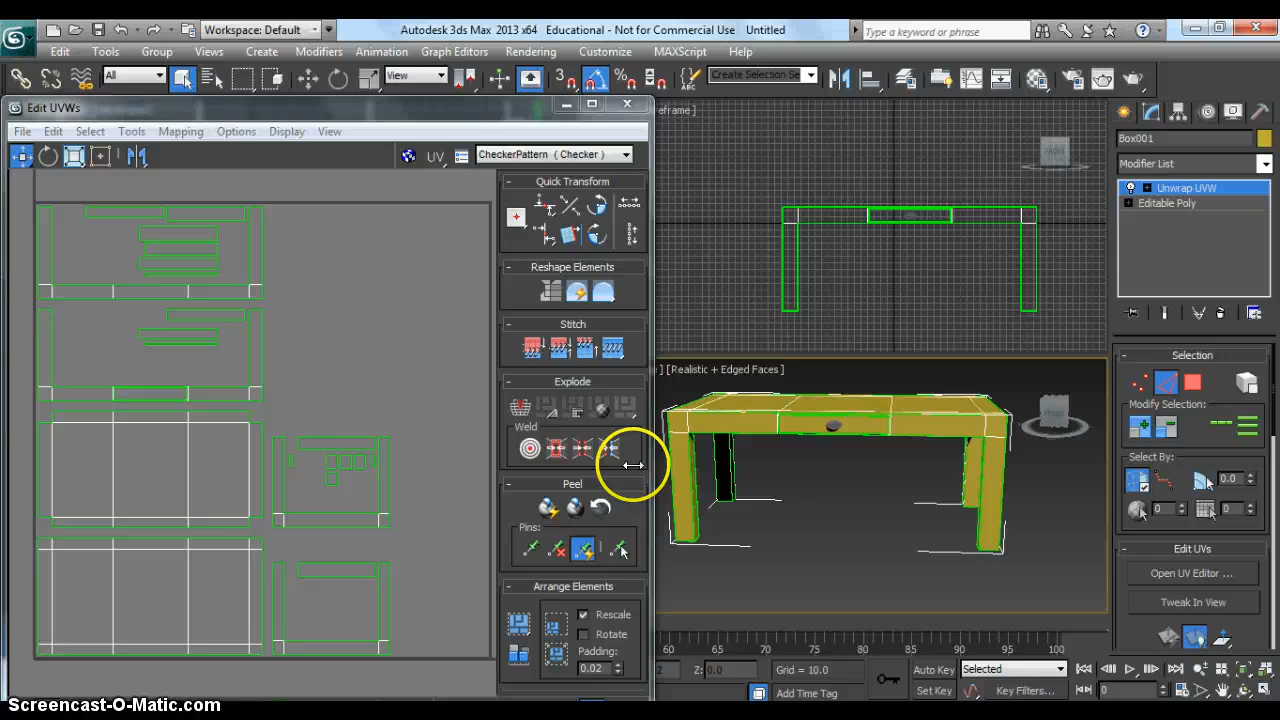 Workspace: Default
Autodesk 3ds Max 2013 x64 Educational - Not for Commercial Use Untitled
Type a keyword or phrase
Edit Tools Group Views Create Modifiers Animation Graph Editors Rendering Customize MAXScript Help
All View Create Selection Se
Edit UVWs
File Edit Select Tools Mapping Options Display View
UV CheckerPattern ( Checker )
Quick Transform
Reshape Elements
Stitch
Explode
Weld
Peel
Pins:
Arrange Elements
Rescale
Rotate
Padding:
0.02
eframe ]
FRONT
] [Realistic + Edged Faces ]
Box001
Modifier List
Unwrap UVW
Editable Poly
Selection
Modify Selection:
Select By:
0.0
0 0
Edit UVs
Open UV Editor ...
Tweak In View
60 65 70 75 80 85 90 95 100
2 Z: 0.0 Grid = 10.0 Auto Key Selected
Add Time Tag Set Key Key Filters... 0
Screencast-O-Matic.com